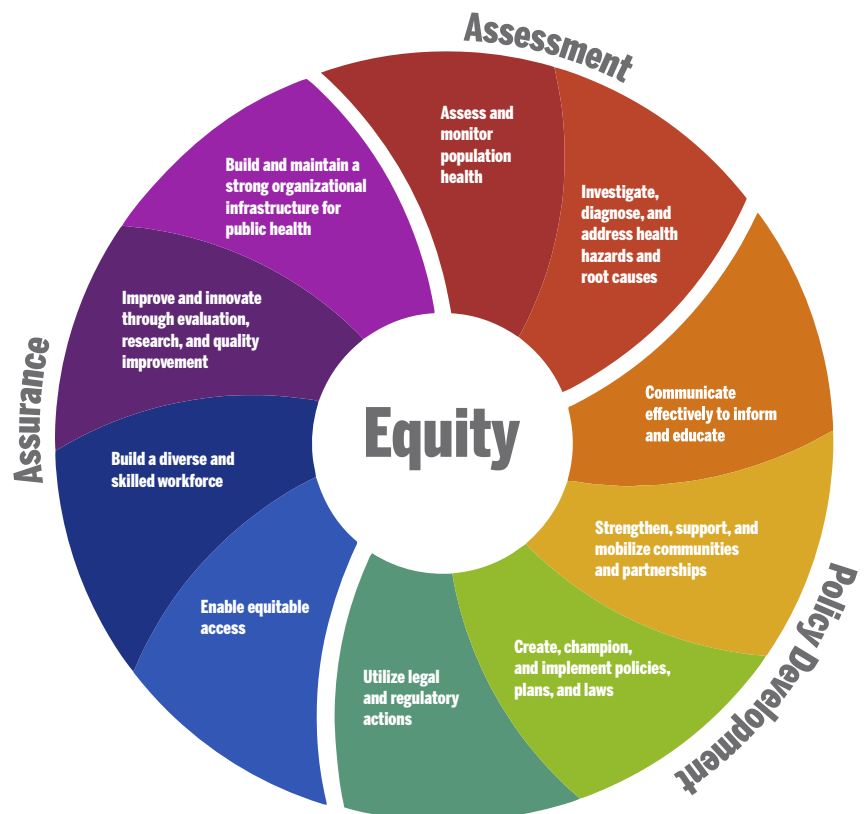 Assessment
Assess and
monitor
population
health
Investigate,
diagnose, and
address health
hazards and
root causes
Communicate
effectively to inform
and educate
Strengthen, support, and
mobilize communities
and partnerships
Policy Development
Create, champion,
and implement policies,
plans, and laws
Utilize legal
and regulatory
actions
Enable equitable
access
Build a diverse and
skilled workforce
Assurance
Improve and innovate
through evaluation,
research, and quality
improvement
Build and maintain a
strong organizational
infrastructure for
public health
Equity